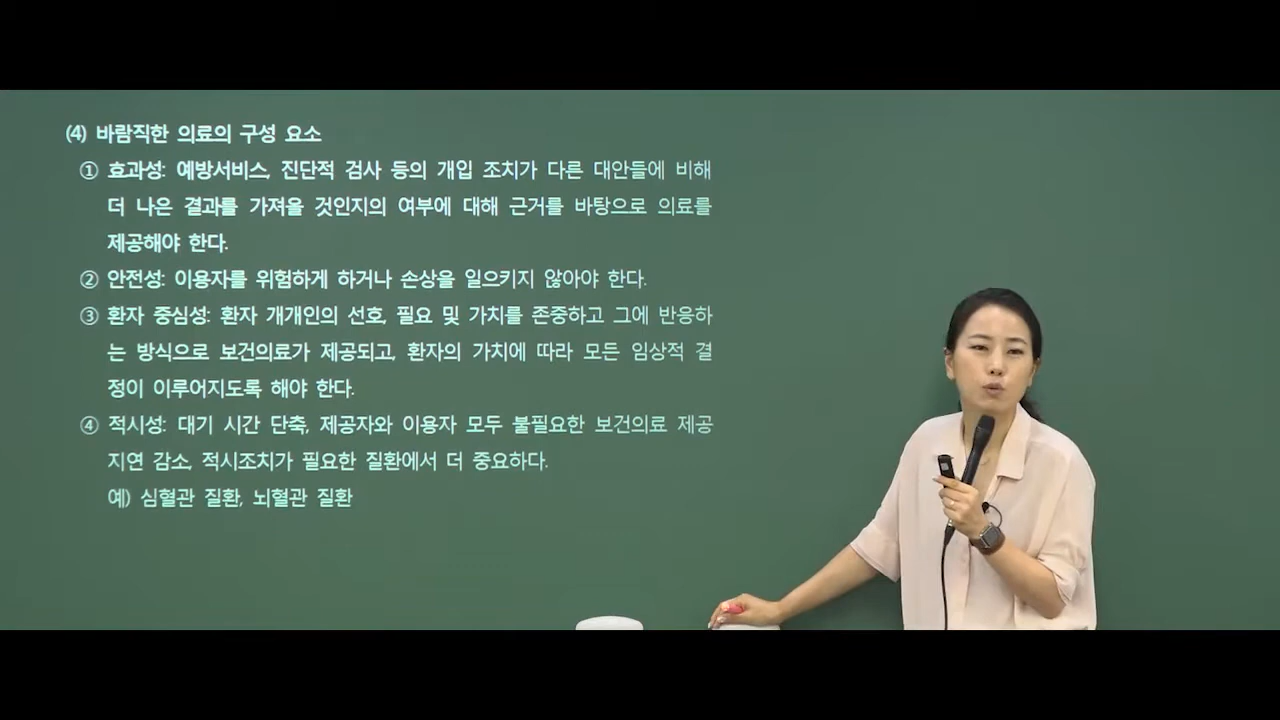 (4) 바람직한 의료의 구성 요소
① 효과성: 예방서비스, 진단적 검사 등의 개입 조치가 다른 대안들에 비해
더 나은 결과를 가져올 것인지의 여부에 대해 근거를 바탕으로 의료를
제공해야 한다.
② 안전성: 이용자를 위험하게 하거나 손상을 일으키지 않아야 한다.
③ 환자 중심성: 환자 개개인의 선호, 필요 및 가치를 존중하고 그에 반응하
는 방식으로 보건의료가 제공되고, 환자의 가치에 따라 모든 임상적 결
정이 이루어지도록 해야 한다.
④ 적시성: 대기 시간 단축, 제공자와 이용자 모두 불필요한 보건의료 제공
지연 감소, 적시조치가 필요한 질환에서 더 중요하다.
예) 심혈관 질환, 뇌혈관 질환